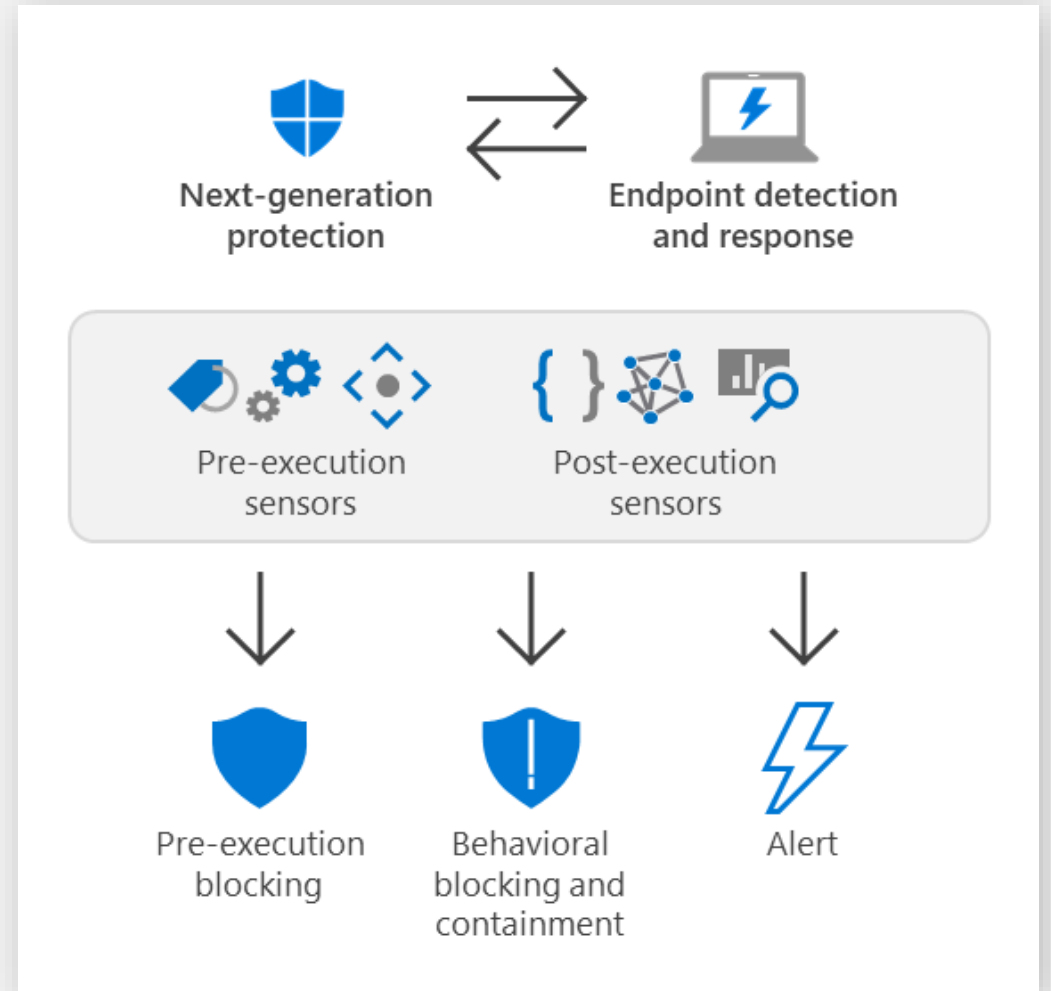 Next-generation
protection
Endpoint detection
and response
Pre-execution
sensors
Post-execution
sensors
Pre-execution
blocking
Behavioral
blocking and
containment
Alert